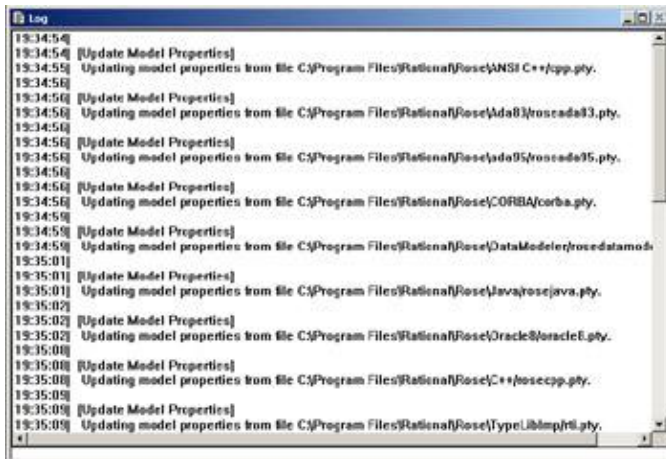 Log
19:34:54|
19:34:54| [Update Model Properties]
19:34:55| Updating model properties from file C:\Program Files\Rational\Rose\ANSI C++/cpp.pty.
19:34:56|
19:34:56| [Update Model Properties]
19:34:56| Updating model properties from file C:\Program Files\Rational\Rose\Ada83/roseada83.pty.
19:34:56|
19:34:56| [Update Model Properties]
19:34:56| Updating model properties from file C:\Program Files\Rational\Rose\ada95/roseada95.pty.
19:34:56|
19:34:56| [Update Model Properties]
19:34:56| Updating model properties from file C:\Program Files\Rational\Rose\CORBA/corba.pty.
19:34:59|
19:34:59| [Update Model Properties]
19:34:59| Updating model properties from file C:\Program Files\Rational\Rose\DataModeler/rosedatamode
19:35:01|
19:35:01| [Update Model Properties]
19:35:01| Updating model properties from file C:\Program Files\Rational\Rose\Java/rosejava.pty.
19:35:02|
19:35:02| [Update Model Properties]
19:35:02| Updating model properties from file C:\Program Files\Rational\Rose\Oracle8/oracle8.pty.
19:35:08|
19:35:08| [Update Model Properties]
19:35:08| Updating model properties from file C:\Program Files\Rational\Rose\C++/rosecpp.pty.
19:35:09|
19:35:09| [Update Model Properties]
19:35:09| Updating model properties from file C:\Program Files\Rational\Rose\TypeLibImp/rtl.pty.